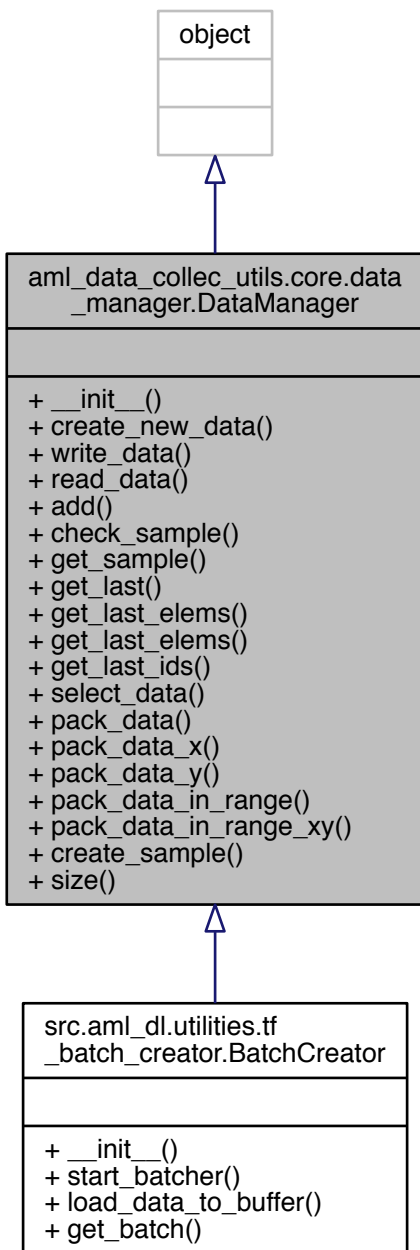 object
aml_data_collec_utils.core.data
_manager.DataManager
+ __init__()
+ create_new_data()
+ write_data()
+ read_data()
+ add()
+ check_sample()
+ get_sample()
+ get_last()
+ get_last_elems()
+ get_last_elems()
+ get_last_ids()
+ select_data()
+ pack_data()
+ pack_data_x()
+ pack_data_y()
+ pack_data_in_range()
+ pack_data_in_range_xy()
+ create_sample()
+ size()
src.aml_dl.utilities.tf
_batch_creator.BatchCreator
+ __init__()
+ start_batcher()
+ load_data_to_buffer()
+ get_batch()